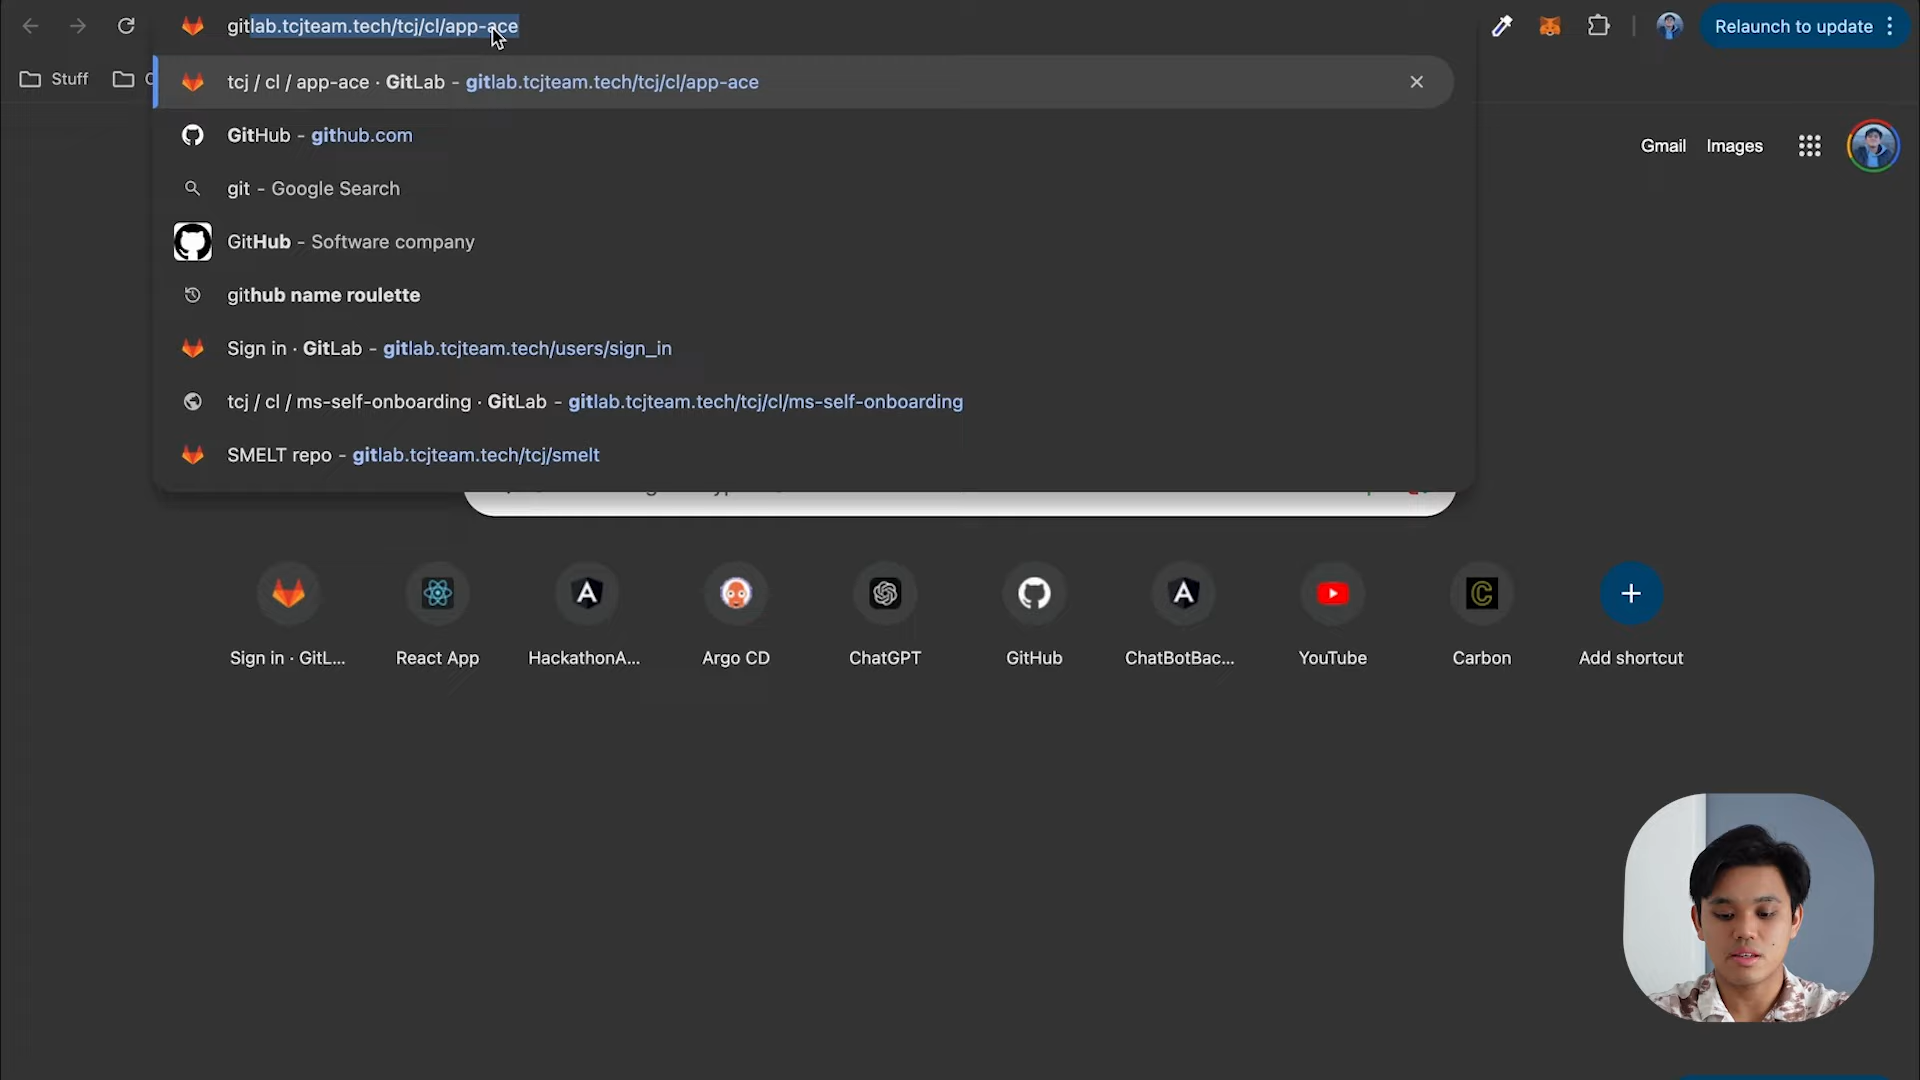 gitlab.tcjteam.tech/tcj/cl/app-ace
Relaunch to update
Stuff
tcj / cl / app-ace · GitLab - gitlab.tcjteam.tech/tcj/cl/app-ace
GitHub - github.com
Gmail Images
git - Google Search
GitHub - Software company
github name roulette
Sign in · GitLab - gitlab.tcjteam.tech/users/sign_in
tcj / cl / ms-self-onboarding · GitLab - gitlab.tcjteam.tech/tcj/cl/ms-self-onboarding
SMELT repo - gitlab.tcjteam.tech/tcj/smelt
Sign in · GitL... React App HackathonA... Argo CD ChatGPT GitHub ChatBotBac... YouTube Carbon Add shortcut